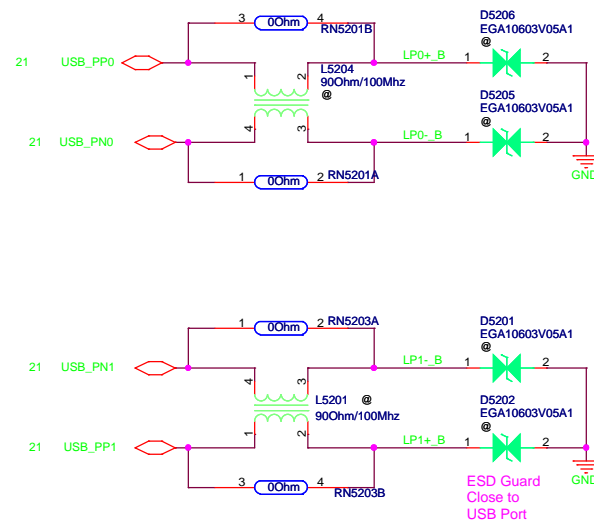 3 0Ohm 4
RN5201B
D5206
EGA10603V05A1
@
21 USB_PP0
LP0+_B
1 2
1 2
L5204
90Ohm/100Mhz
@
4 3
D5205
EGA10603V05A1
@
21 USB_PN0
LP0-_B
1 2
1 0Ohm 2
RN5201A
GND
1 0Ohm 2
RN5203A
D5201
EGA10603V05A1
@
21 USB_PN1
LP1-_B
1 2
4 3
L5201 @
90Ohm/100Mhz
1 2
D5202
EGA10603V05A1
@
21 USB_PP1
LP1+_B
1 2
3 0Ohm 4
RN5203B
GND
ESD Guard
Close to
USB Port